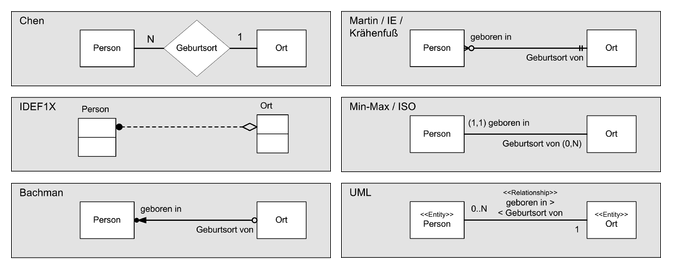 Chen
Person
N
Geburtsort
1
Ort
Martin / IE /
Krähenfuß
Person
geboren in
Geburtsort von
Ort
IDEF1X
Person
Ort
Min-Max / ISO
Person
(1,1) geboren in
Geburtsort von (0,N)
Ort
Bachman
Person
geboren in
Geburtsort von
Ort
UML
<<Entity>>
Person
0..N
<<Relationship>>
geboren in >
< Geburtsort von
1
<<Entity>>
Ort